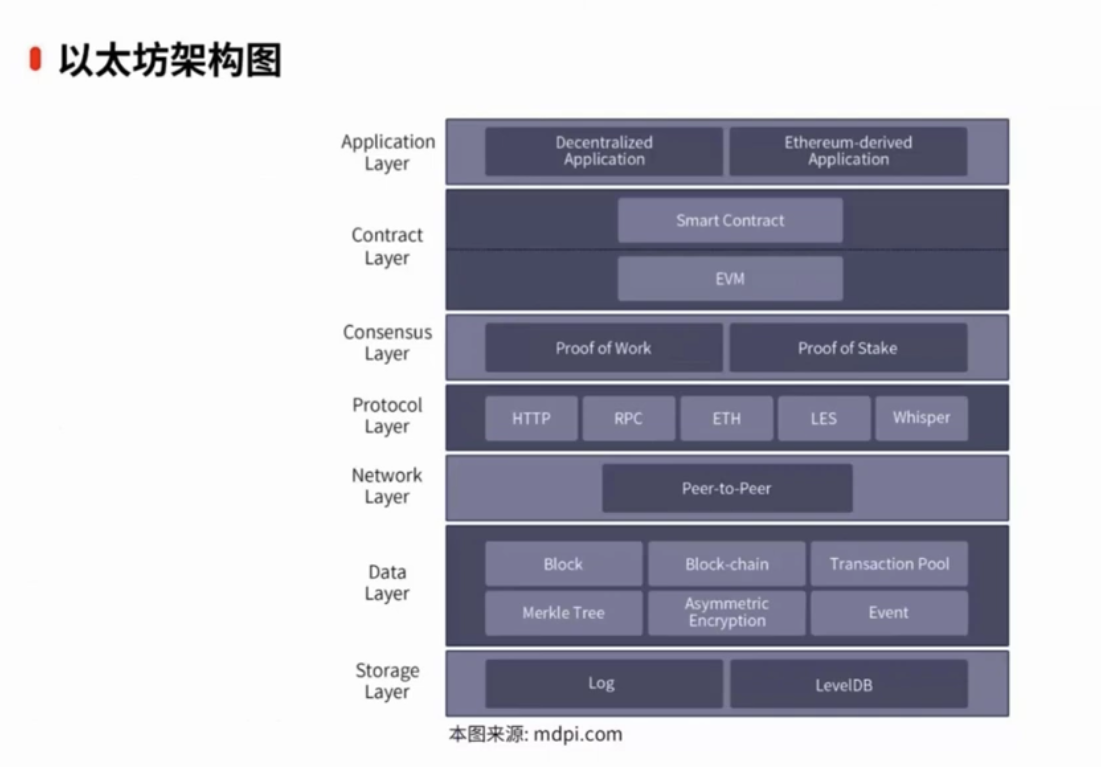 以太坊架构图
Application
Layer
Decentralized
Application
Ethereum-derived
Application
Contract
Layer
Smart Contract
EVM
Consensus
Layer
Proof of Work
Proof of Stake
Protocol
Layer
HTTP
RPC
ETH
LES
Whisper
Network
Layer
Peer-to-Peer
Data
Layer
Block
Block-chain
Transaction Pool
Merkle Tree
Asymmetric
Encryption
Event
Storage
Layer
Log
LevelDB
本图来源: mdpi.com